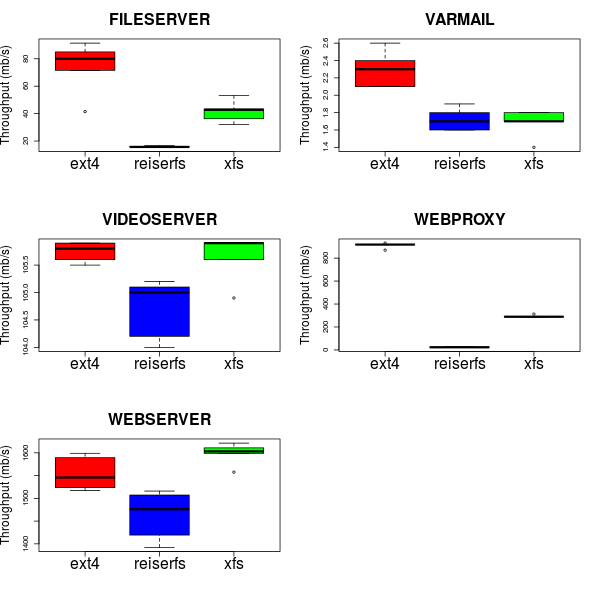 FILESERVER
Throughput (mb/s)
20 40 60 80
ext4 reiserfs xfs
VARMAIL
Throughput (mb/s)
1.4 1.6 1.8 2.0 2.2 2.4 2.6
ext4 reiserfs xfs
VIDEOSERVER
Throughput (mb/s)
104.0 104.5 105.0 105.5
ext4 reiserfs xfs
WEBPROXY
Throughput (mb/s)
0 200 400 600 800
ext4 reiserfs xfs
WEBSERVER
Throughput (mb/s)
1400 1500 1600
ext4 reiserfs xfs